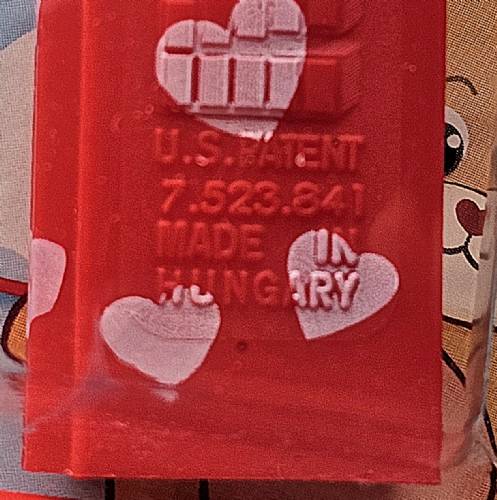 U.S. PATENT
7.523.841
MADE IN
HUNGARY